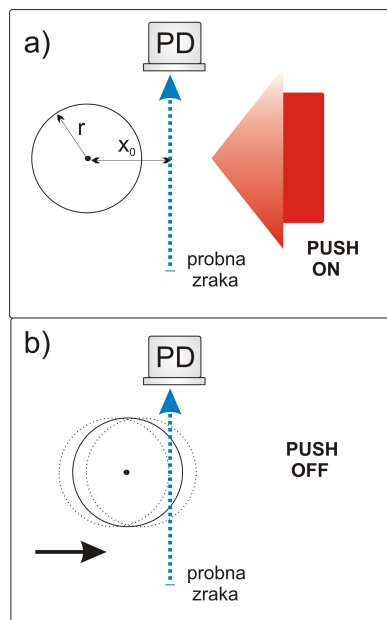 a)
PD
r
x₀
probna
zraka
PUSH
ON
b)
PD
PUSH
OFF
probna
zraka